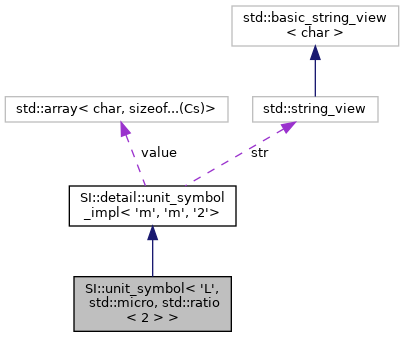 std::basic_string_view
< char >
std::array< char, sizeof...(Cs)>
std::string_view
value
str
SI::detail::unit_symbol
_impl< 'm', 'm', '2'>
SI::unit_symbol< 'L',
std::micro, std::ratio
< 2 > >